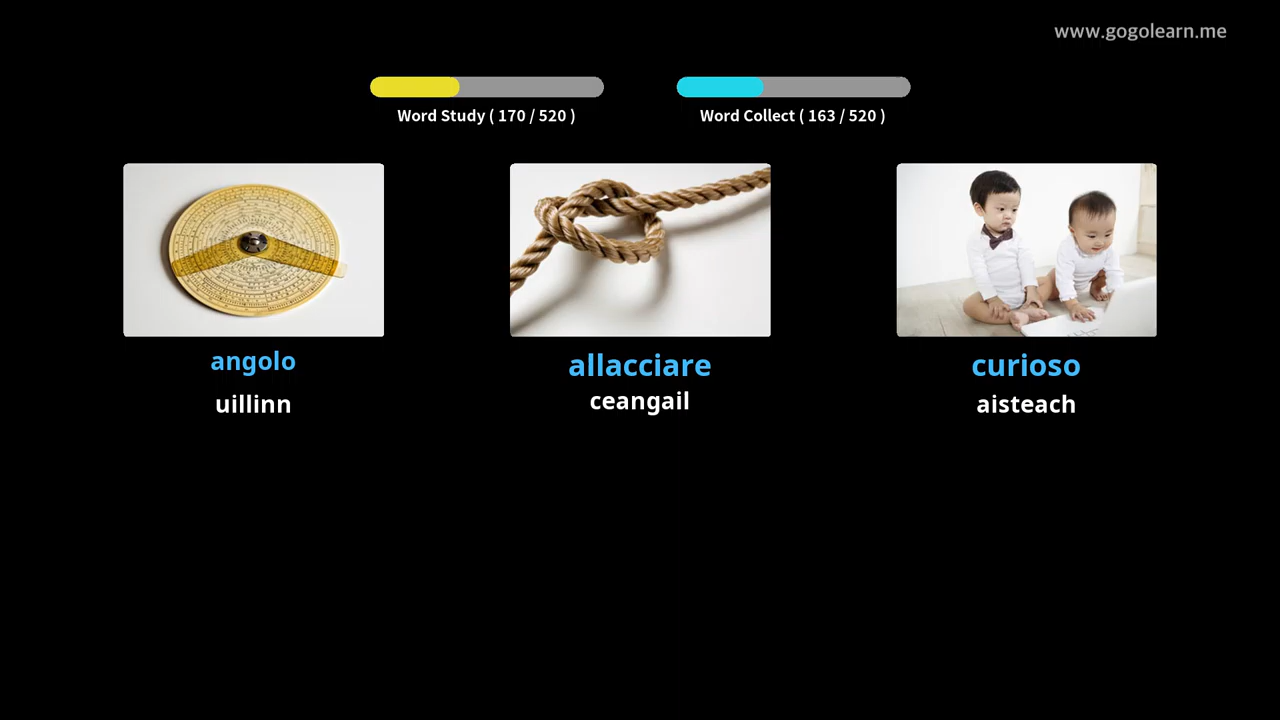 www.gogolearn.me
Word Study ( 170 / 520 )
Word Collect ( 163 / 520 )
angolo
uillinn
allacciare
ceangail
curioso
aisteach